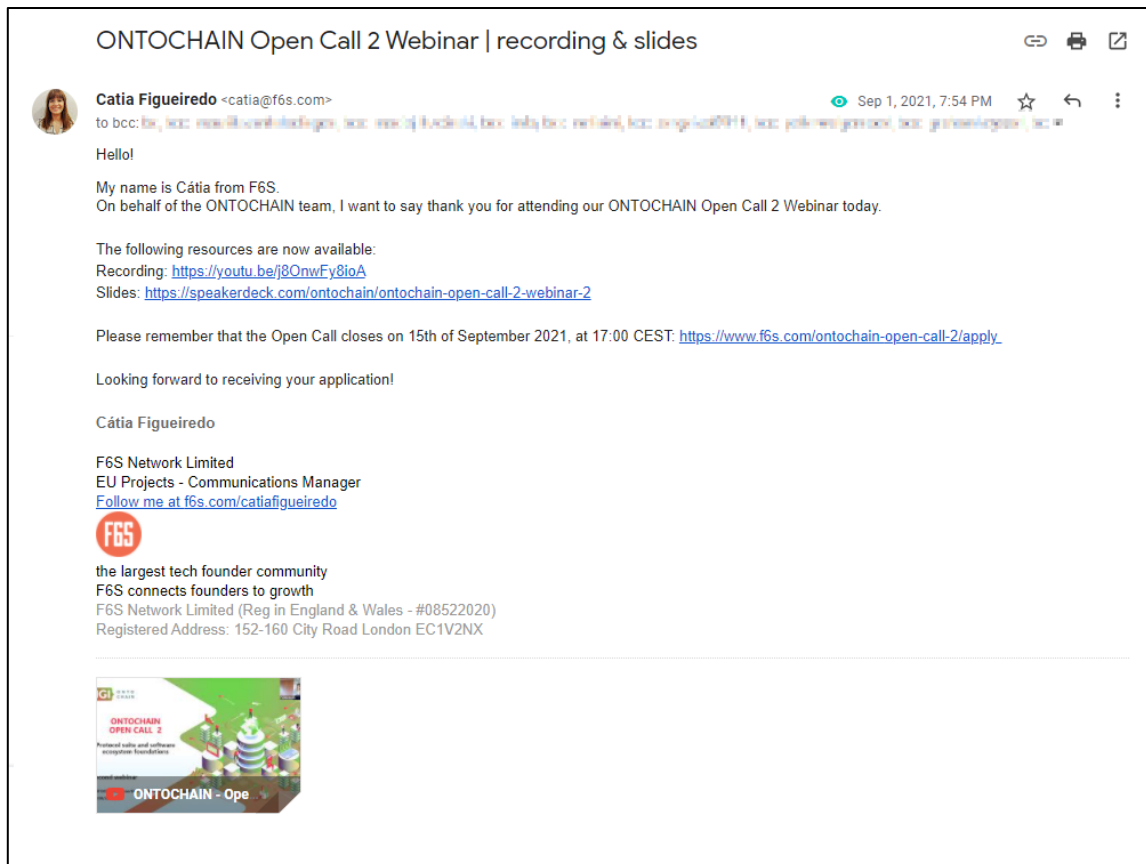 ONTOCHAIN Open Call 2 Webinar | recording & slides
Catia Figueiredo <catia@f6s.com>
Sep 1, 2021, 7:54 PM
to bcc:
Hello!
My name is Cátia from F6S.
On behalf of the ONTOCHAIN team, I want to say thank you for attending our ONTOCHAIN Open Call 2 Webinar today.
The following resources are now available:
Recording: https://youtu.be/j8OnwFy8ioA
Slides: https://speakerdeck.com/ontochain/ontochain-open-call-2-webinar-2
Please remember that the Open Call closes on 15th of September 2021, at 17:00 CEST: https://www.f6s.com/ontochain-open-call-2/apply
Looking forward to receiving your application!
Cátia Figueiredo
F6S Network Limited
EU Projects - Communications Manager
Follow me at f6s.com/catiafigueiredo
F6S
the largest tech founder community
F6S connects founders to growth
F6S Network Limited (Reg in England & Wales - #08522020)
Registered Address: 152-160 City Road London EC1V2NX
ONTOCHAIN
OPEN CALL 2
Protocol suite and software
ecosystem foundations
ONTOCHAIN - Ope